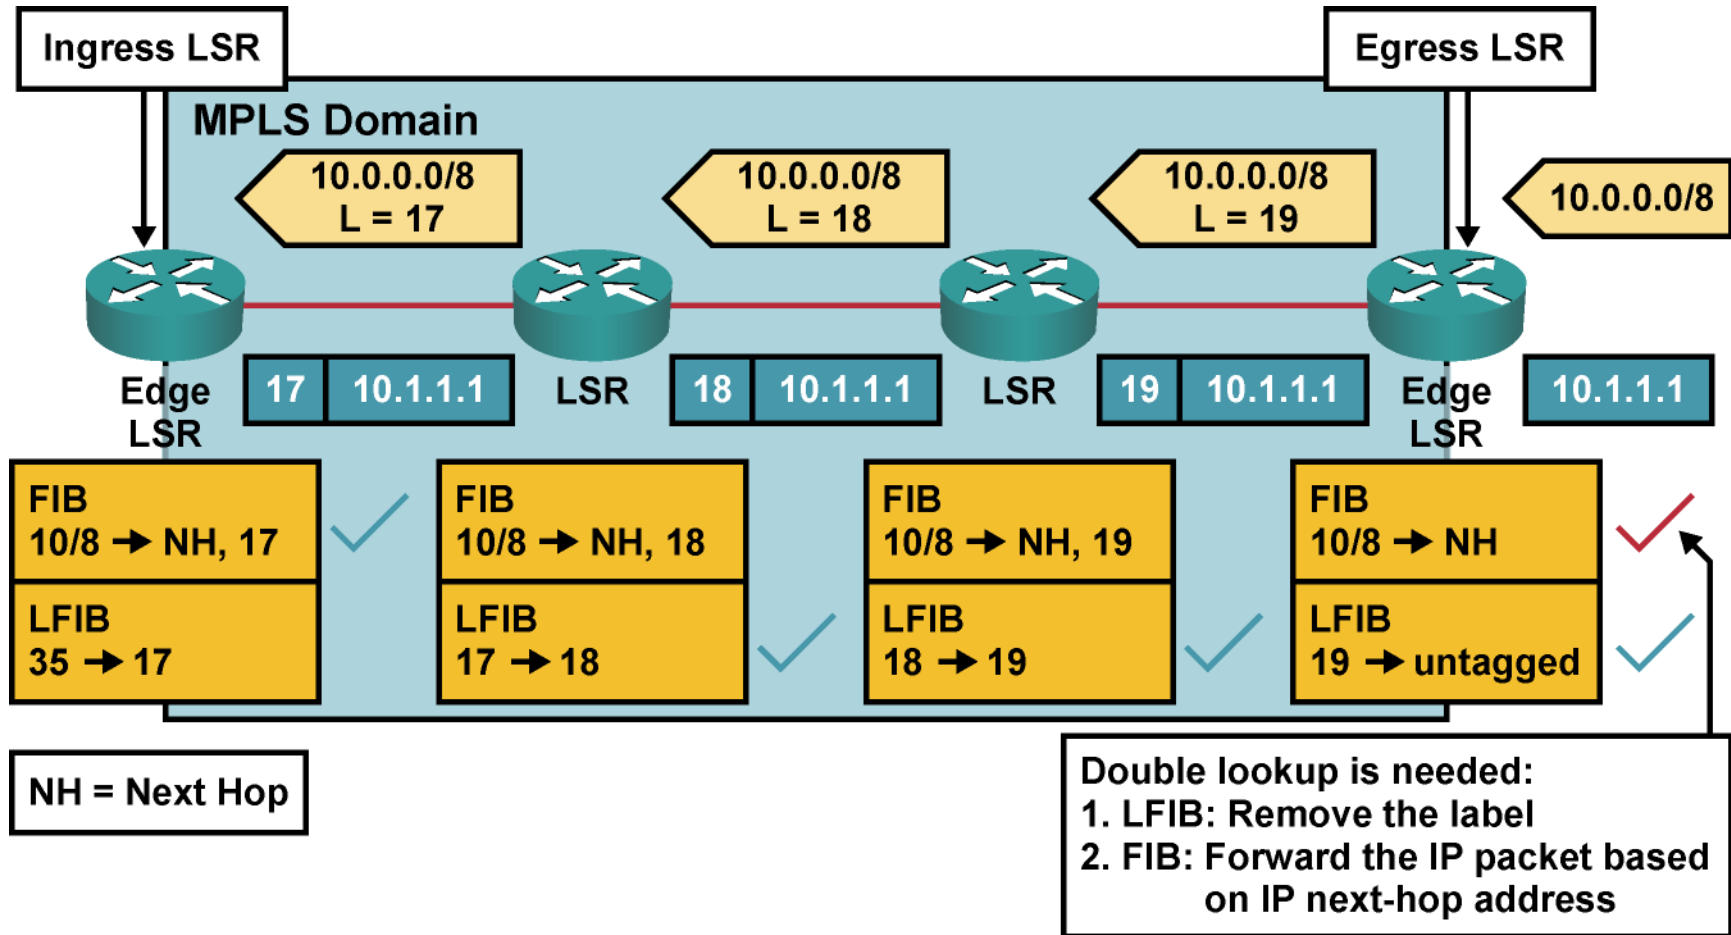 Ingress LSR
Egress LSR
MPLS Domain
10.0.0.0/8
L = 17
10.0.0.0/8
L = 18
10.0.0.0/8
L = 19
10.0.0.0/8
Edge
LSR
17 10.1.1.1
LSR
18 10.1.1.1
LSR
19 10.1.1.1
Edge
LSR
10.1.1.1
FIB
10/8 → NH, 17
LFIB
35 → 17
FIB
10/8 → NH, 18
LFIB
17 → 18
FIB
10/8 → NH, 19
LFIB
18 → 19
FIB
10/8 → NH
LFIB
19 → untagged
NH = Next Hop
Double lookup is needed:
1. LFIB: Remove the label
2. FIB: Forward the IP packet based
on IP next-hop address